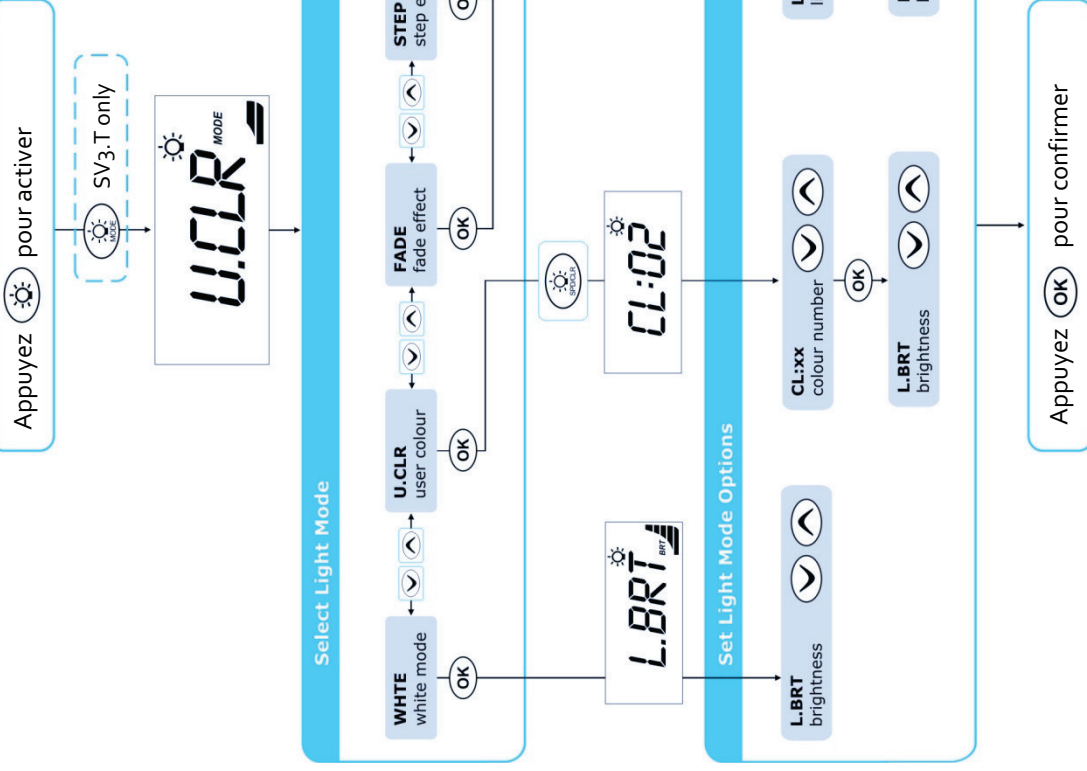 Appuyez pour activer
MODE
SV3.T only
U.CLR
MODE
Select Light Mode
WHTE
white mode
U.CLR
user colour
FADE
fade effect
STEP
step e
OK
OK
OK
SPD/CLR
L.BRT
BRT
CL:02
Set Light Mode Options
L.BRT
brightness
CL:xx
colour number
OK
L.BRT
brightness
Appuyez OK pour confirmer